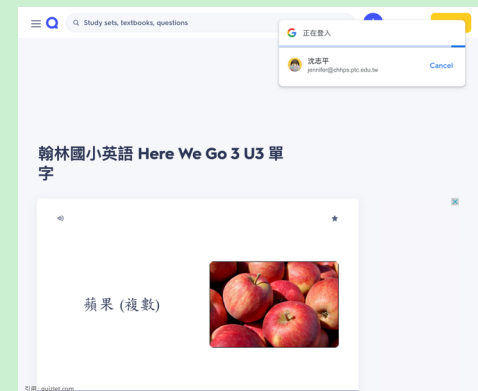 Study sets, textbooks, questions
正在登入
沈志平
jennifer@chhps.plc.edu.tw
Cancel
翰林國小英語 Here We Go 3 U3 單
字
蘋果 (複數)
引用 : quizlet.com